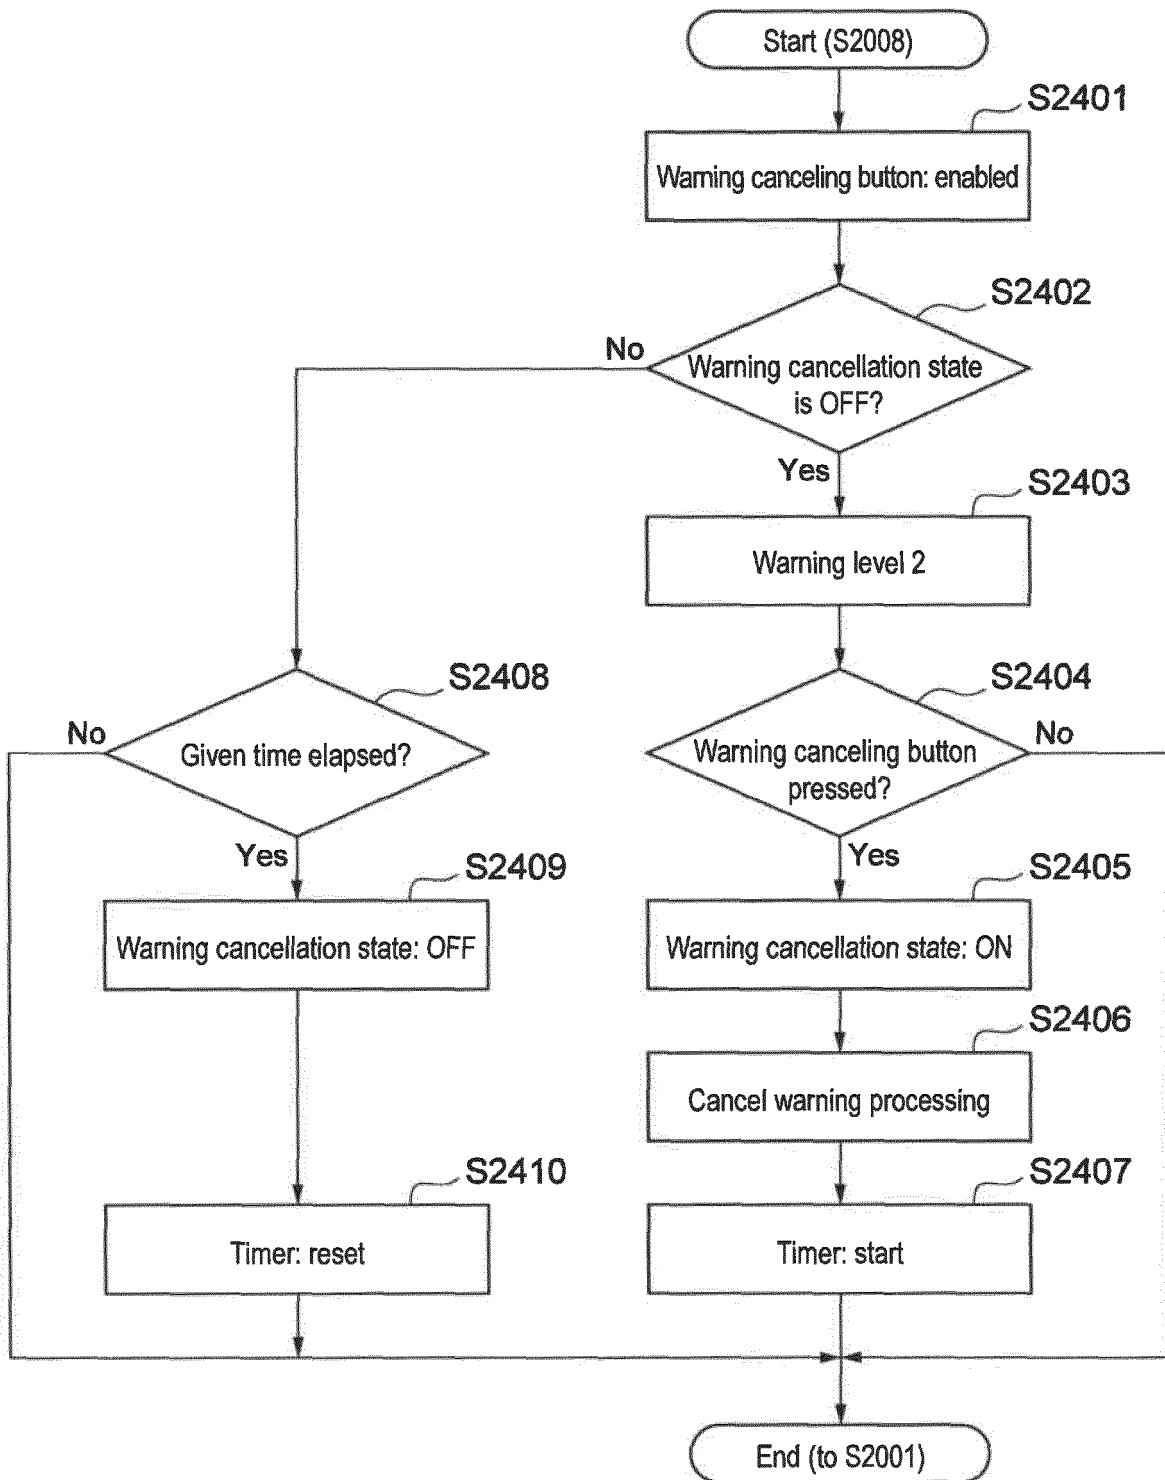 Start (S2008)
S2401
Warning canceling button: enabled
S2402
No
Warning cancellation state
is OFF?
Yes
S2403
Warning level 2
S2408
S2404
No
Given time elapsed?
Warning canceling button
pressed?
No
Yes
Yes
S2409
S2405
Warning cancellation state: OFF
Warning cancellation state: ON
S2406
Cancel warning processing
S2410
S2407
Timer: reset
Timer: start
End (to S2001)